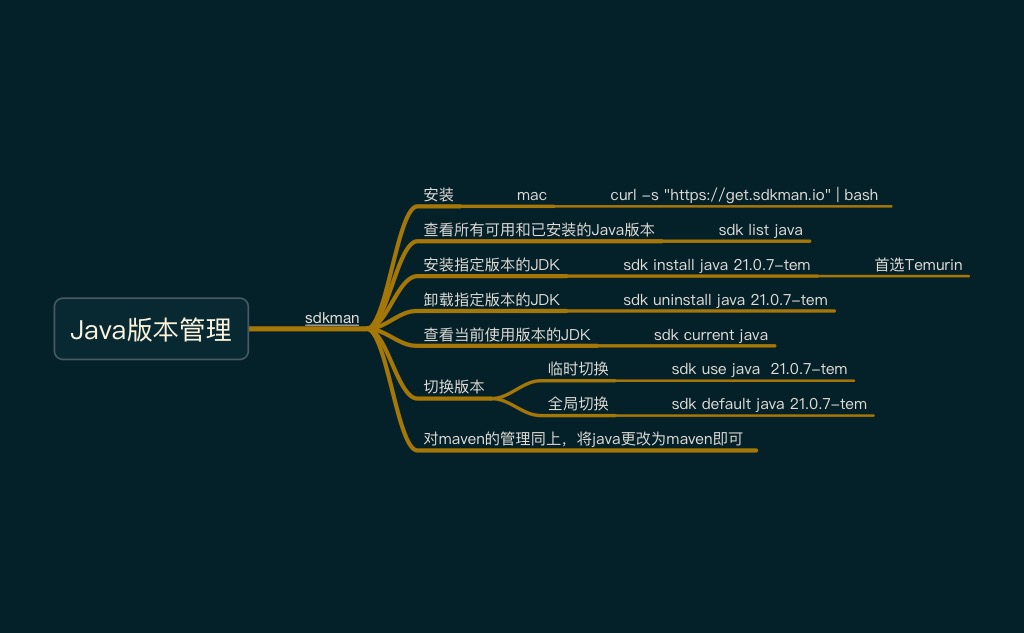 Java版本管理
sdkman
安装
mac
curl -s "https://get.sdkman.io" | bash
查看所有可用和已安装的Java版本
sdk list java
安装指定版本的JDK
sdk install java 21.0.7-tem
首选Temurin
卸载指定版本的JDK
sdk uninstall java 21.0.7-tem
查看当前使用版本的JDK
sdk current java
切换版本
临时切换
sdk use java  21.0.7-tem
全局切换
sdk default java 21.0.7-tem
对maven的管理同上，将java更改为maven即可